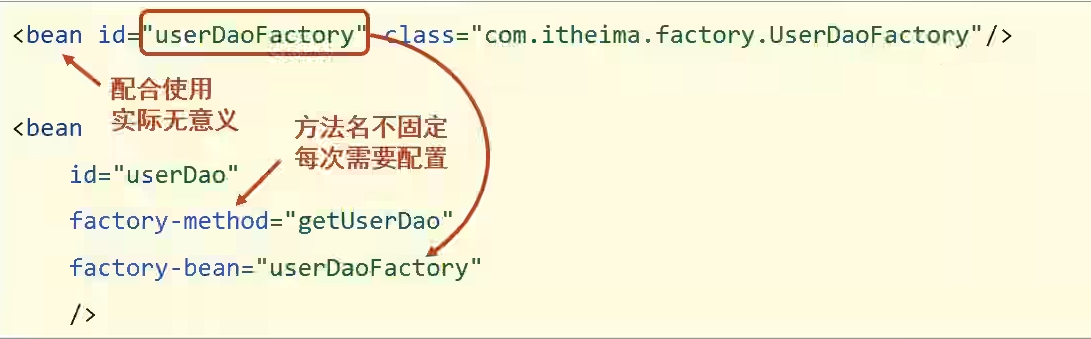 <bean id="userDaoFactory" class="com.itheima.factory.UserDaoFactory"/>
配合使用
实际无意义
<bean
方法名不固定
每次需要配置
id="userDao"
factory-method="getUserDao"
factory-bean="userDaoFactory"
/>